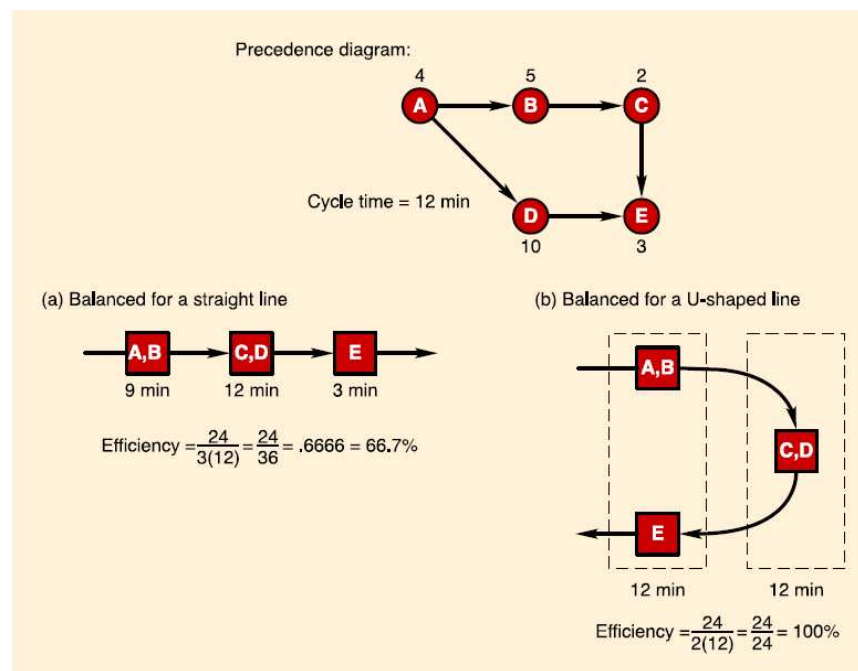 Precedence diagram:
4 5 2
A B C
Cycle time = 12 min
D E
10 3
(a) Balanced for a straight line
A,B C,D E
9 min 12 min 3 min
Efficiency = 24/3(12) = 24/36 = .6666 = 66.7%
(b) Balanced for a U-shaped line
A,B
C,D
E
12 min 12 min
Efficiency = 24/2(12) = 24/24 = 100%